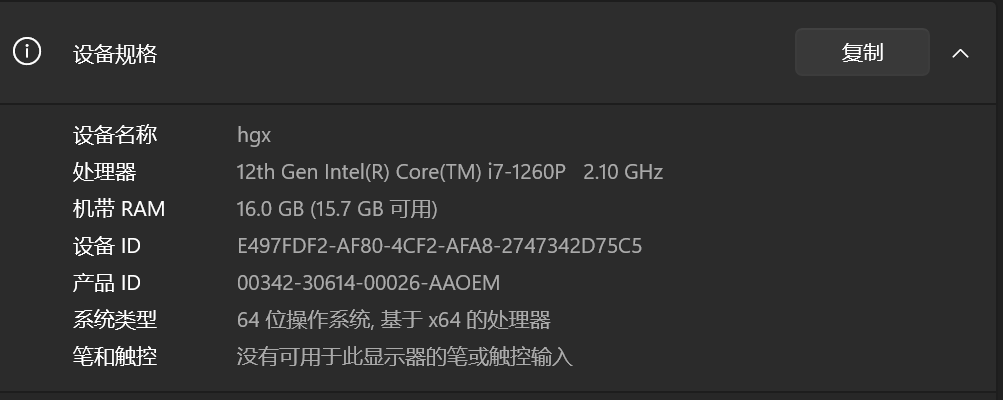 设备规格 复制
设备名称 hgx
处理器 12th Gen Intel(R) Core(TM) i7-1260P 2.10 GHz
机带 RAM 16.0 GB (15.7 GB 可用)
设备 ID E497FDF2-AF80-4CF2-AFA8-2747342D75C5
产品 ID 00342-30614-00026-AAOEM
系统类型 64 位操作系统, 基于 x64 的处理器
笔和触控 没有可用于此显示器的笔或触控输入